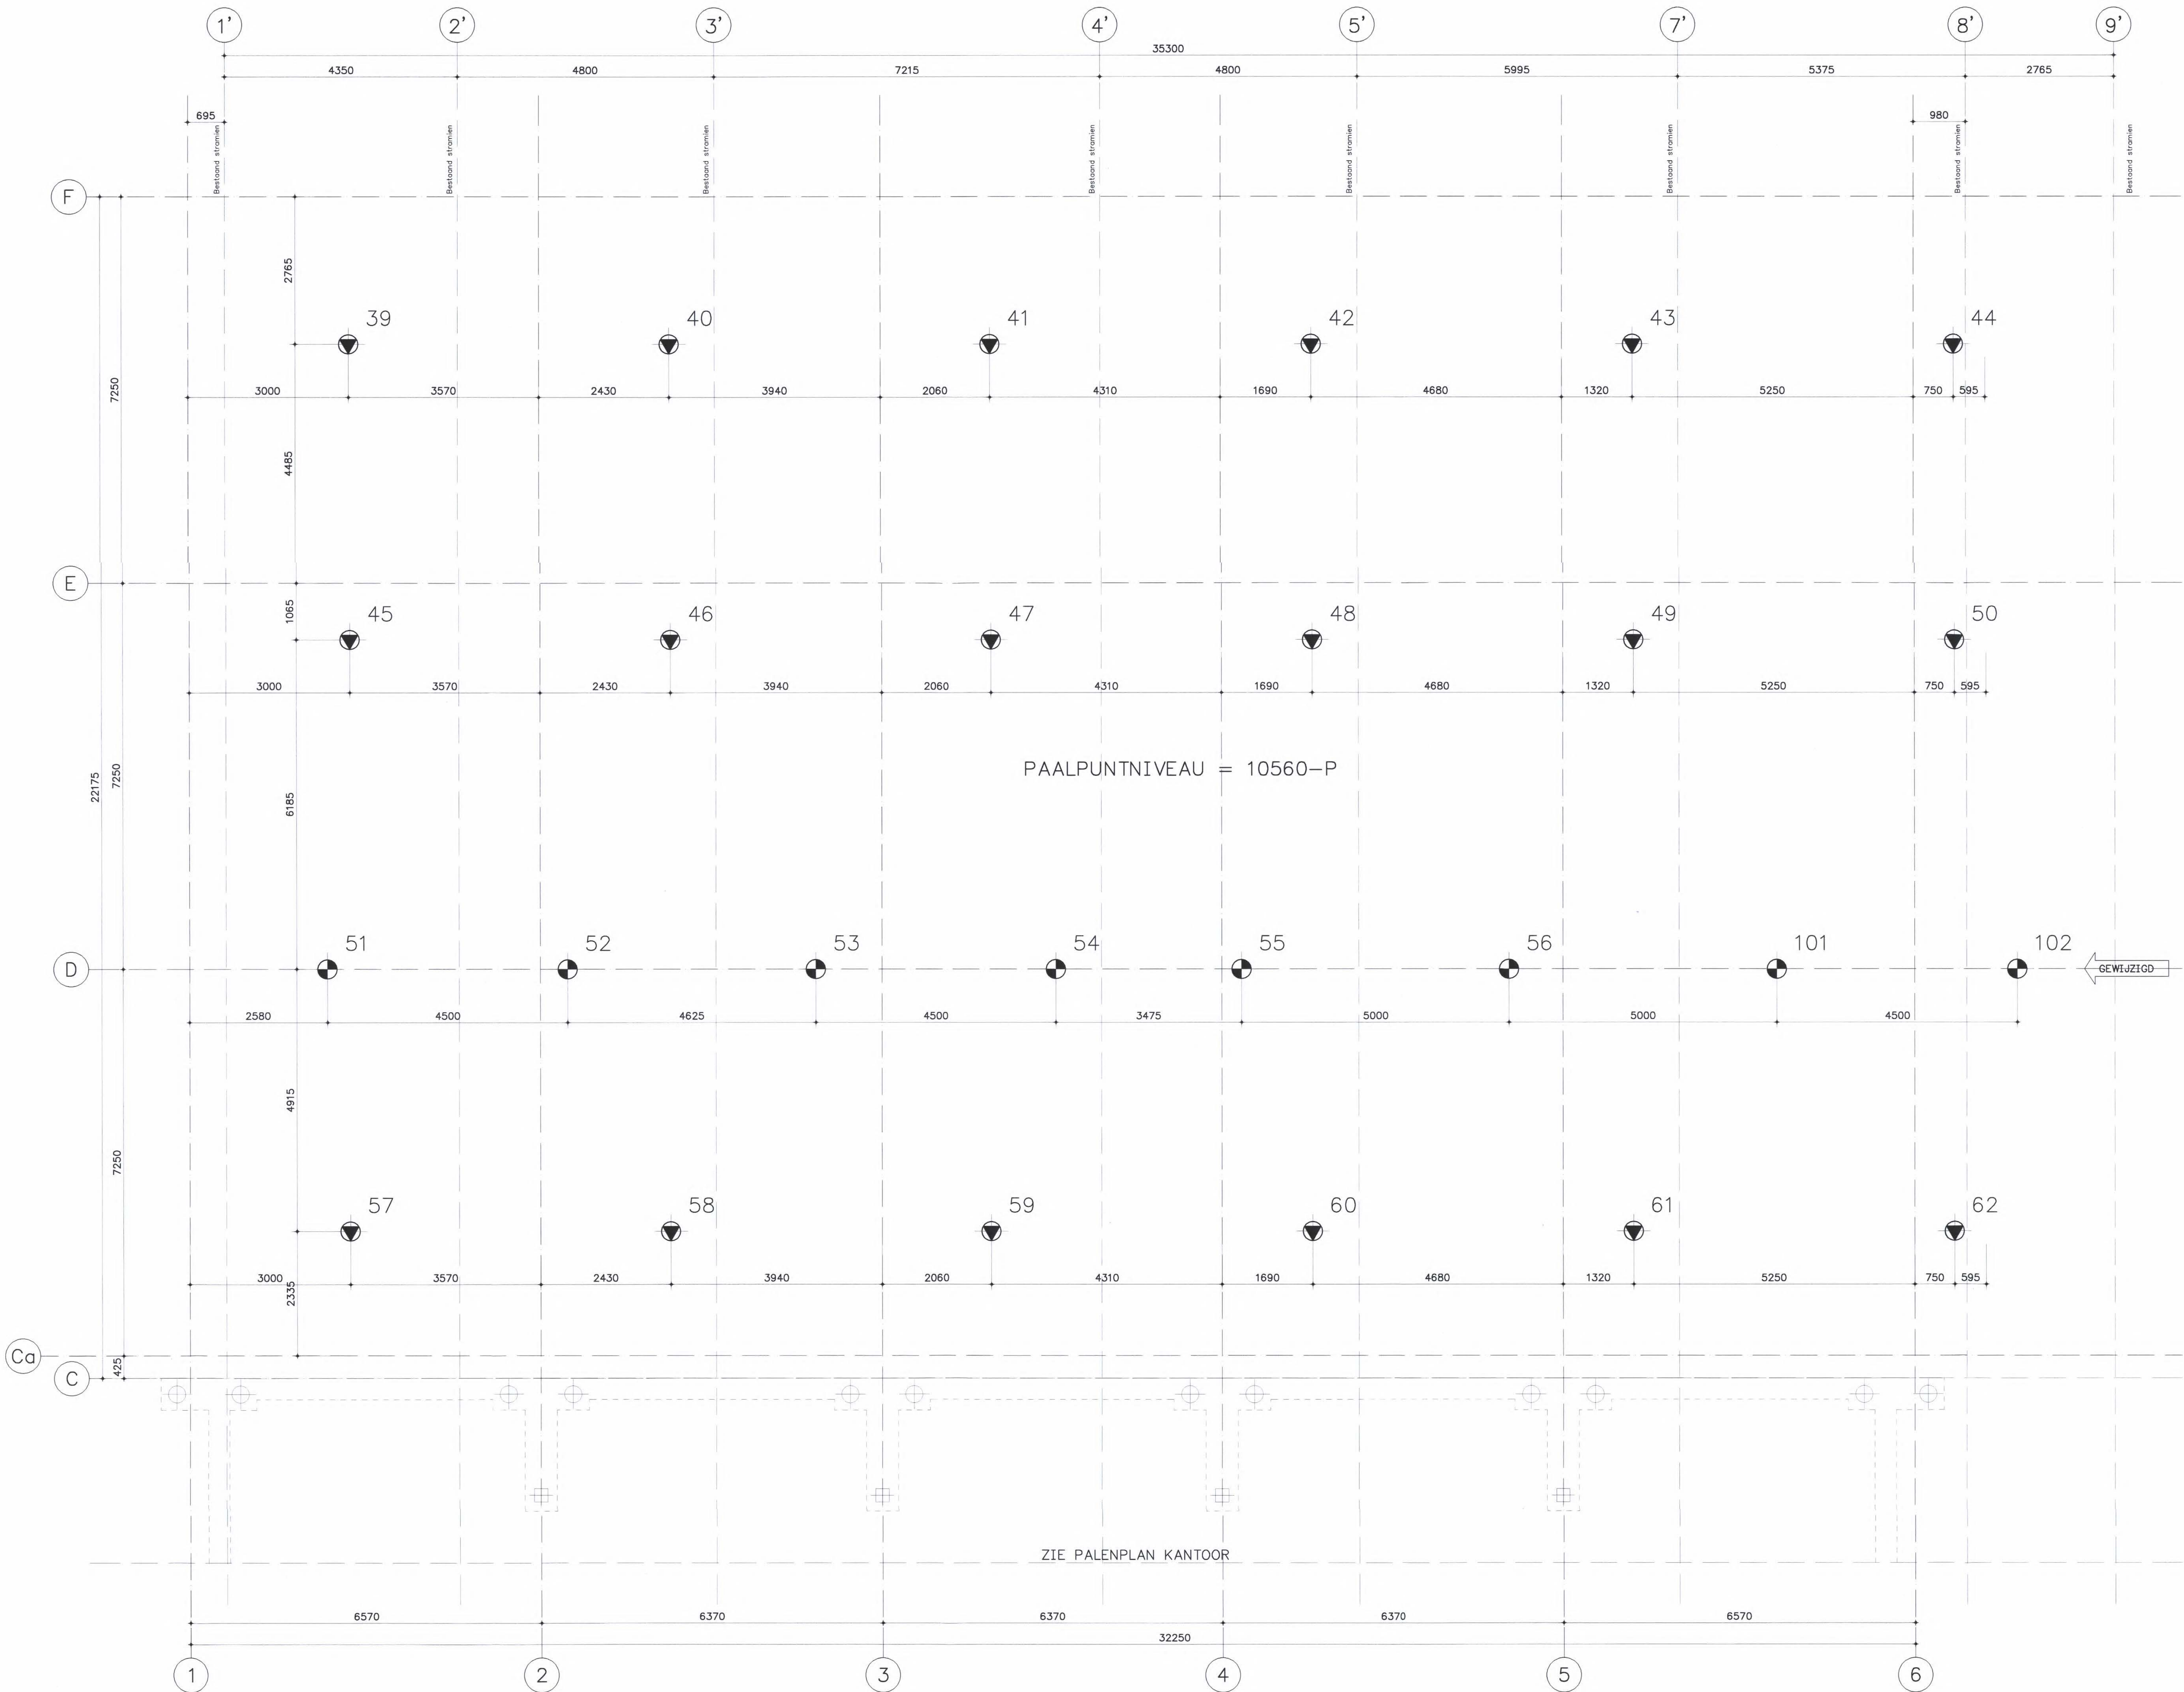 1' 2' 3' 4' 5' 7' 8' 9'
35300
4350 4800 7215 4800 5995 5375 2765
695 980
Bestaand stramien Bestaand stramien Bestaand stramien Bestaand stramien Bestaand stramien Bestaand stramien Bestaand stramien Bestaand stramien
F
2765
39 40 41 42 43 44
7250
3000 3570 2430 3940 2060 4310 1690 4680 1320 5250 750 595
4485
E
1065
45 46 47 48 49 50
3000 3570 2430 3940 2060 4310 1690 4680 1320 5250 750 595
PAALPUNTNIVEAU = 10560-P
22175
7250
6185
51 52 53 54 55 56 101 102
D
GEWIJZIGD
2580 4500 4625 4500 3475 5000 5000 4500
4915
7250
57 58 59 60 61 62
3000 3570 2430 3940 2060 4310 1690 4680 1320 5250 750 595
2335
Ca
425
C
ZIE PALENPLAN KANTOOR
6570 6370 6370 6370 6570
32250
1 2 3 4 5 6